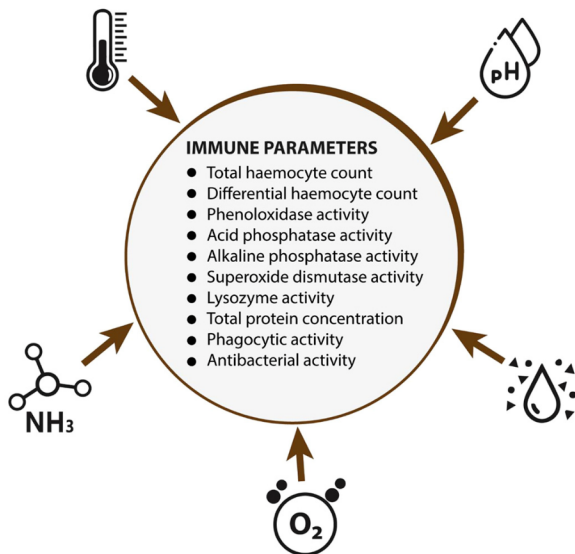 pH
IMMUNE PARAMETERS
● Total haemocyte count
● Differential haemocyte count
● Phenoloxidase activity
● Acid phosphatase activity
● Alkaline phosphatase activity
● Superoxide dismutase activity
● Lysozyme activity
● Total protein concentration
● Phagocytic activity
● Antibacterial activity
NH₃
O₂